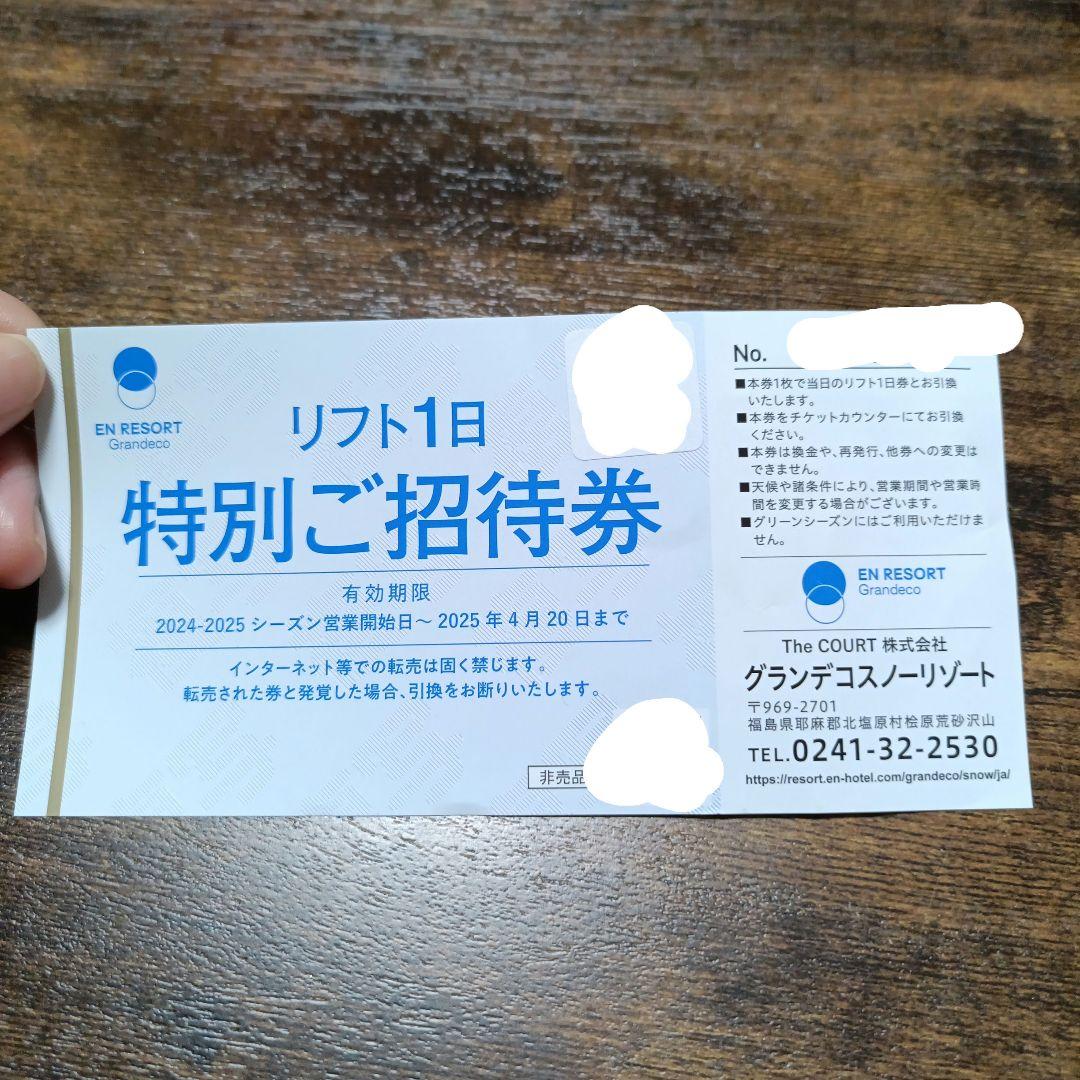 EN RESORT
Grandeco
リフト1日
特別ご招待券
有効期限
2024-2025 シーズン営業開始日〜 2025 年 4 月 20 日まで
インターネット等での転売は固く禁じます。
転売された券と発覚した場合、引換をお断りいたします。
非売品
No.
■本券1枚で当日のリフト1日券とお引換
いたします。
■本券をチケットカウンターにてお引換
ください。
■本券は換金や、再発行、他券への変更は
できません。
■天候や諸条件により、営業期間や営業時
間を変更する場合がございます。
■グリーンシーズンにはご利用いただけま
せん。
EN RESORT
Grandeco
The COURT 株式会社
グランデコスノーリゾート
〒969-2701
福島県耶麻郡北塩原村桧原荒砂沢山
TEL.0241-32-2530
https://resort.en-hotel.com/grandeco/snow/ja/